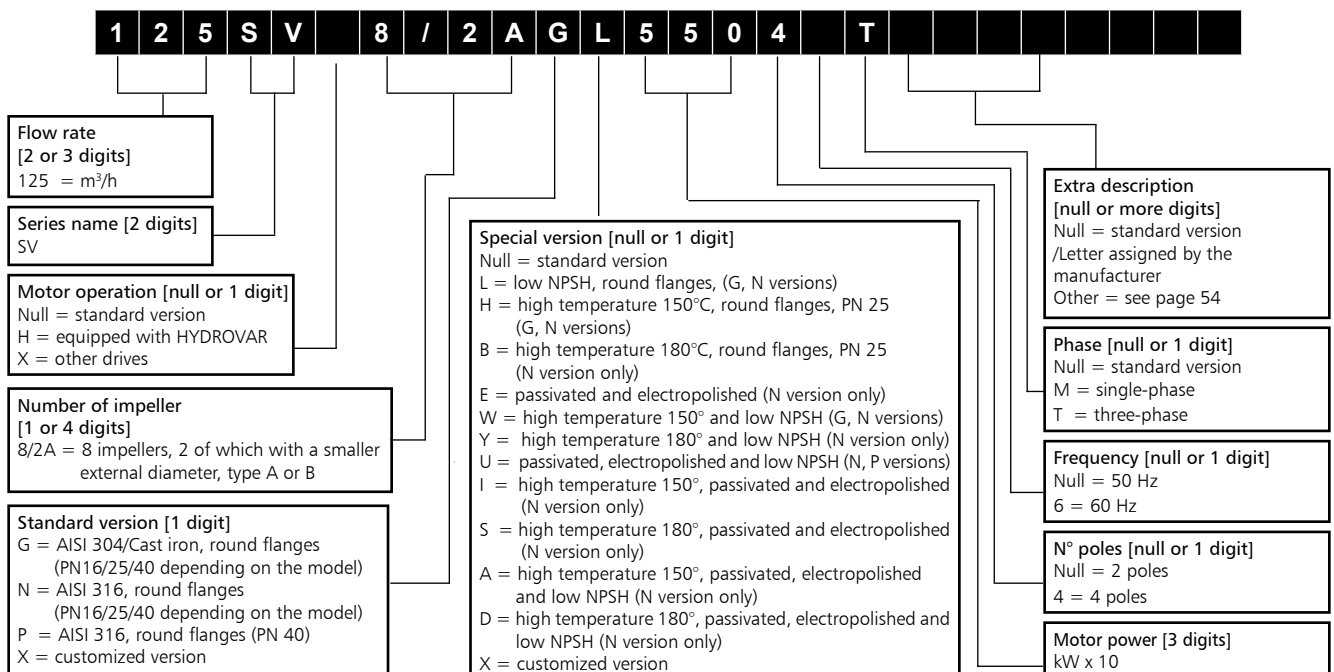 1 2 5 S V 8 / 2 A G L 5 5 0 4 T
Flow rate
[2 or 3 digits]
125 = m³/h
Series name [2 digits]
SV
Motor operation [null or 1 digit]
Null = standard version
H = equipped with HYDROVAR
X = other drives
Number of impeller
[1 or 4 digits]
8/2A = 8 impellers, 2 of which with a smaller
external diameter, type A or B
Standard version [1 digit]
G = AISI 304/Cast iron, round flanges
(PN16/25/40 depending on the model)
N = AISI 316, round flanges
(PN16/25/40 depending on the model)
P = AISI 316, round flanges (PN 40)
X = customized version
Special version [null or 1 digit]
Null = standard version
L = low NPSH, round flanges, (G, N versions)
H = high temperature 150°C, round flanges, PN 25
(G, N versions)
B = high temperature 180°C, round flanges, PN 25
(N version only)
E = passivated and electropolished (N version only)
W = high temperature 150° and low NPSH (G, N versions)
Y = high temperature 180° and low NPSH (N version only)
U = passivated, electropolished and low NPSH (N, P versions)
I = high temperature 150°, passivated and electropolished
(N version only)
S = high temperature 180°, passivated and electropolished
(N version only)
A = high temperature 150°, passivated, electropolished
and low NPSH (N version only)
D = high temperature 180°, passivated, electropolished and
low NPSH (N version only)
X = customized version
Extra description
[null or more digits]
Null = standard version
/Letter assigned by the
manufacturer
Other = see page 54
Phase [null or 1 digit]
Null = standard version
M = single-phase
T = three-phase
Frequency [null or 1 digit]
Null = 50 Hz
6 = 60 Hz
N° poles [null or 1 digit]
Null = 2 poles
4 = 4 poles
Motor power [3 digits]
kW x 10